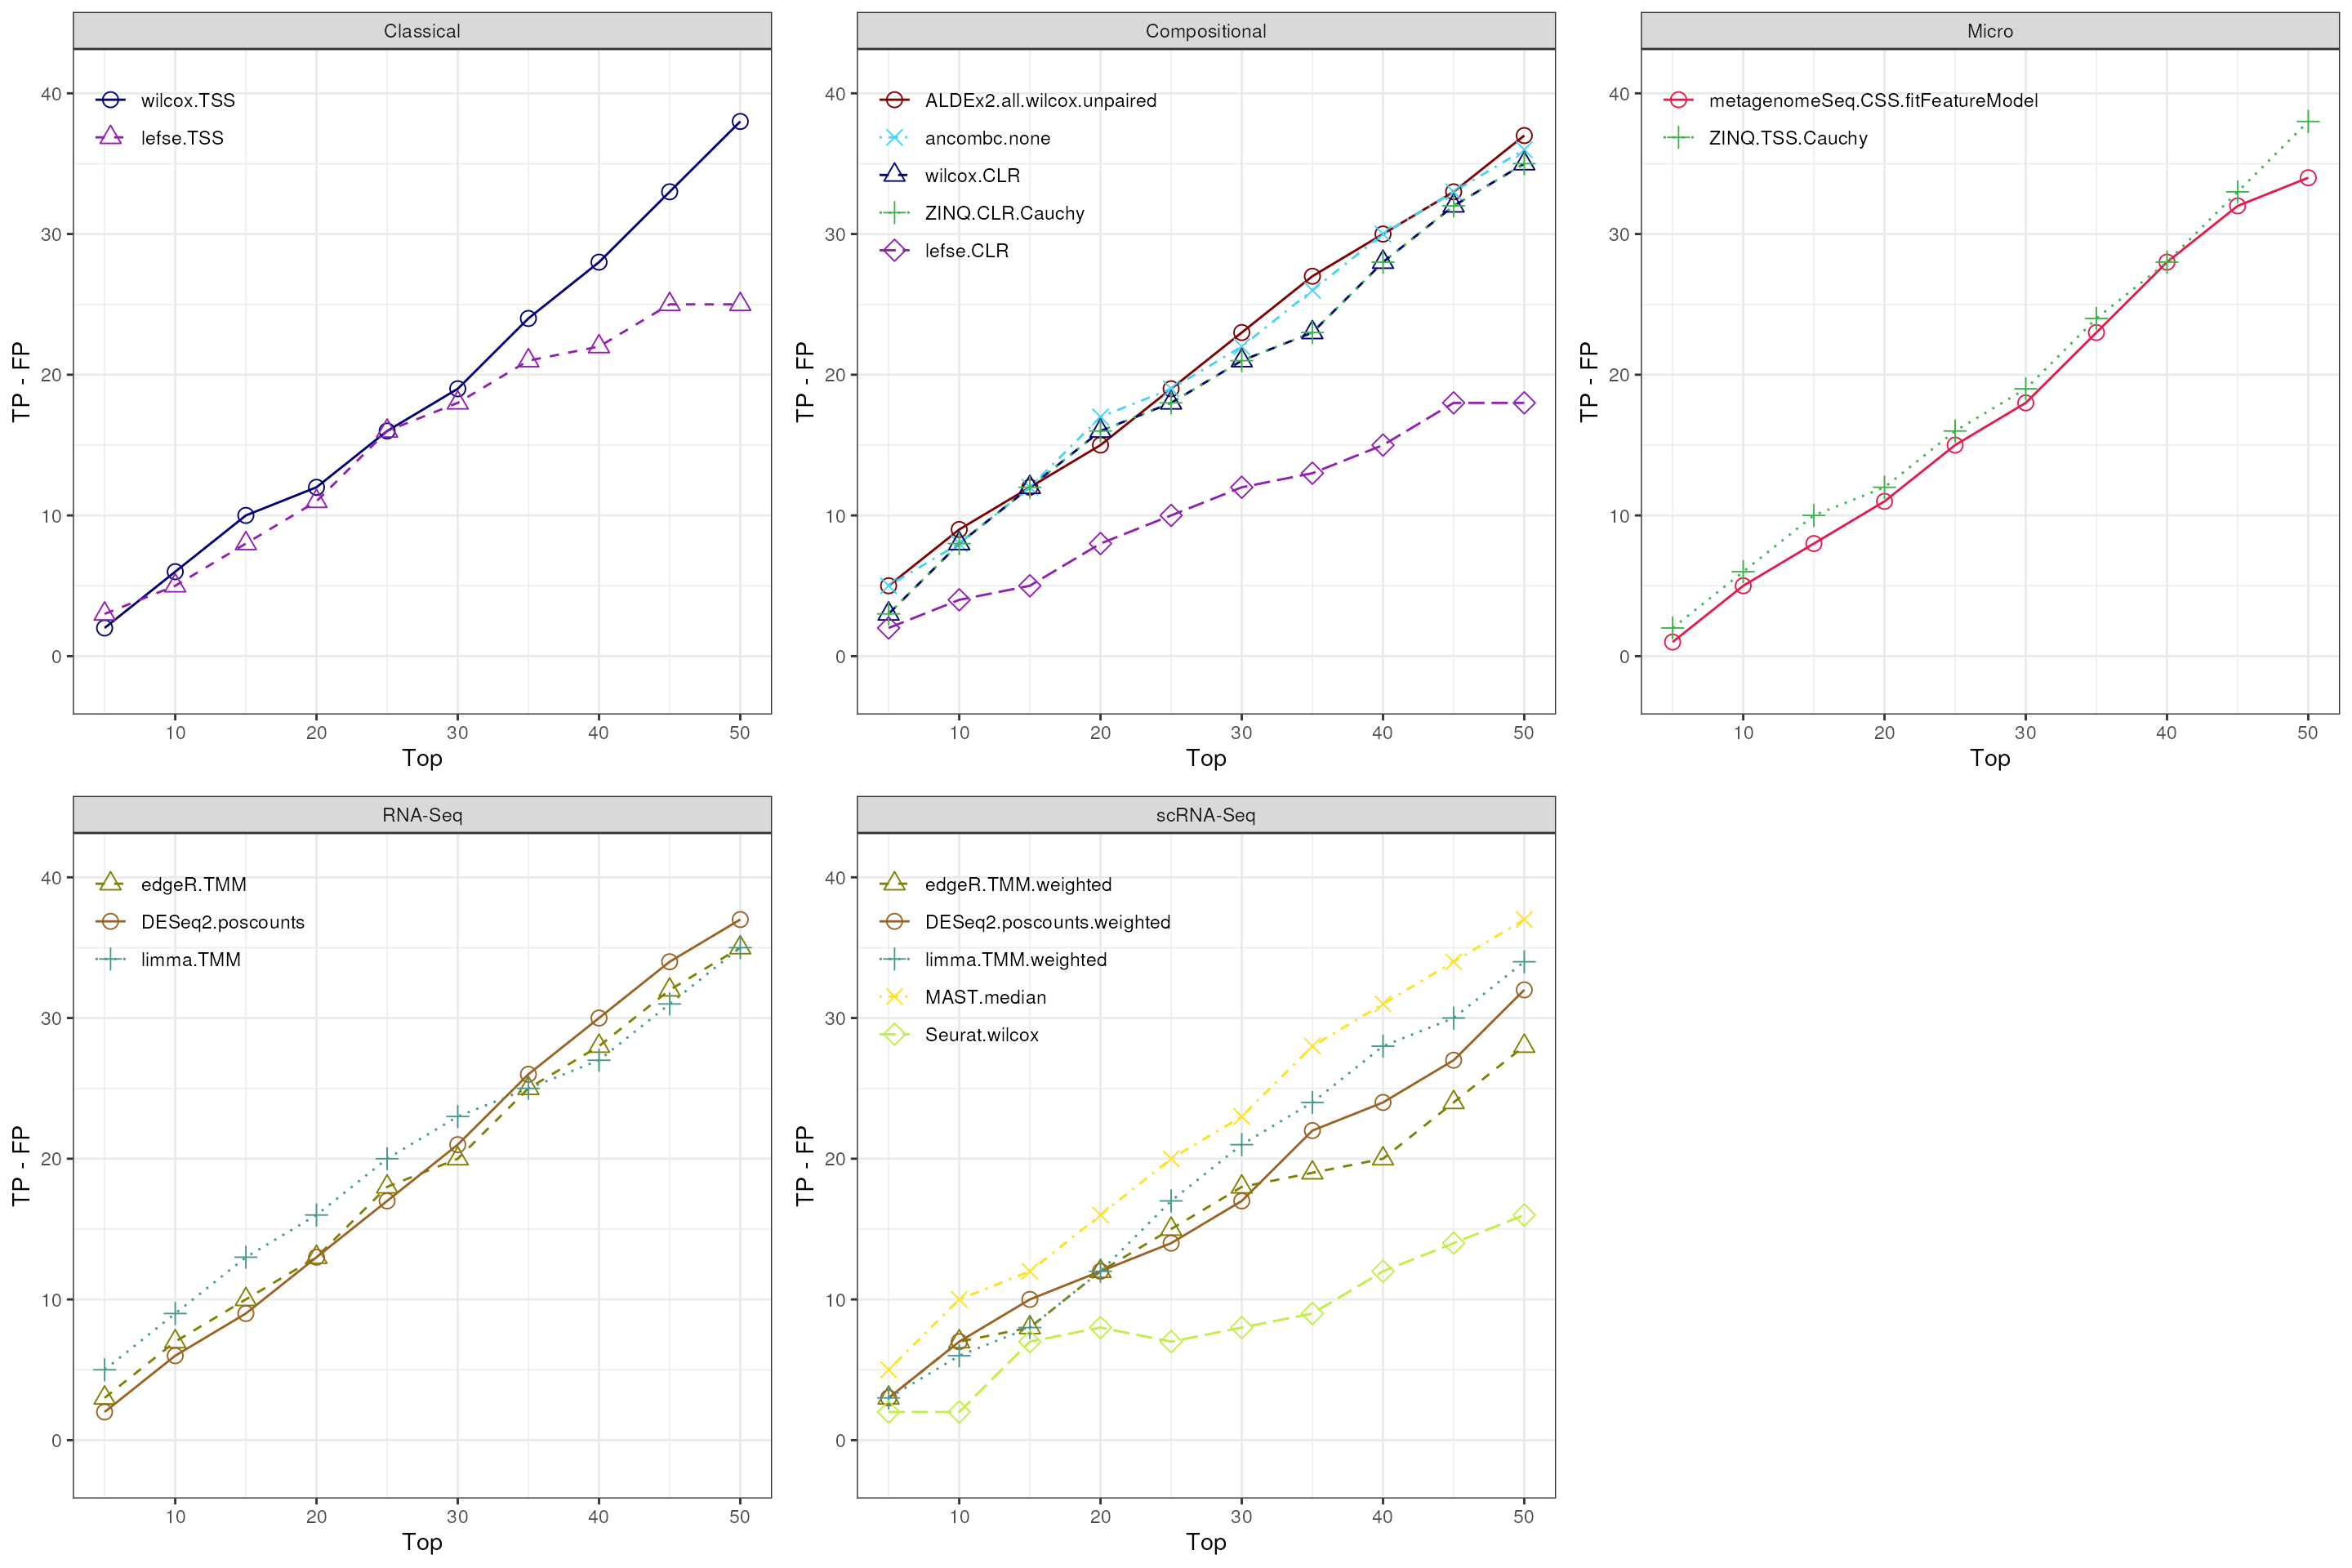 Classical
40
30
20
10
0
TP - FP
wilcox.TSS
lefse.TSS
10 20 30 40 50
Top
Compositional
40
30
20
10
0
TP - FP
ALDEx2.all.wilcox.unpaired
ancombc.none
wilcox.CLR
ZINQ.CLR.Cauchy
lefse.CLR
10 20 30 40 50
Top
Micro
40
30
20
10
0
TP - FP
metagenomeSeq.CSS.fitFeatureModel
ZINQ.TSS.Cauchy
10 20 30 40 50
Top
RNA-Seq
40
30
20
10
0
TP - FP
edgeR.TMM
DESeq2.poscounts
limma.TMM
10 20 30 40 50
Top
scRNA-Seq
40
30
20
10
0
TP - FP
edgeR.TMM.weighted
DESeq2.poscounts.weighted
limma.TMM.weighted
MAST.median
Seurat.wilcox
10 20 30 40 50
Top